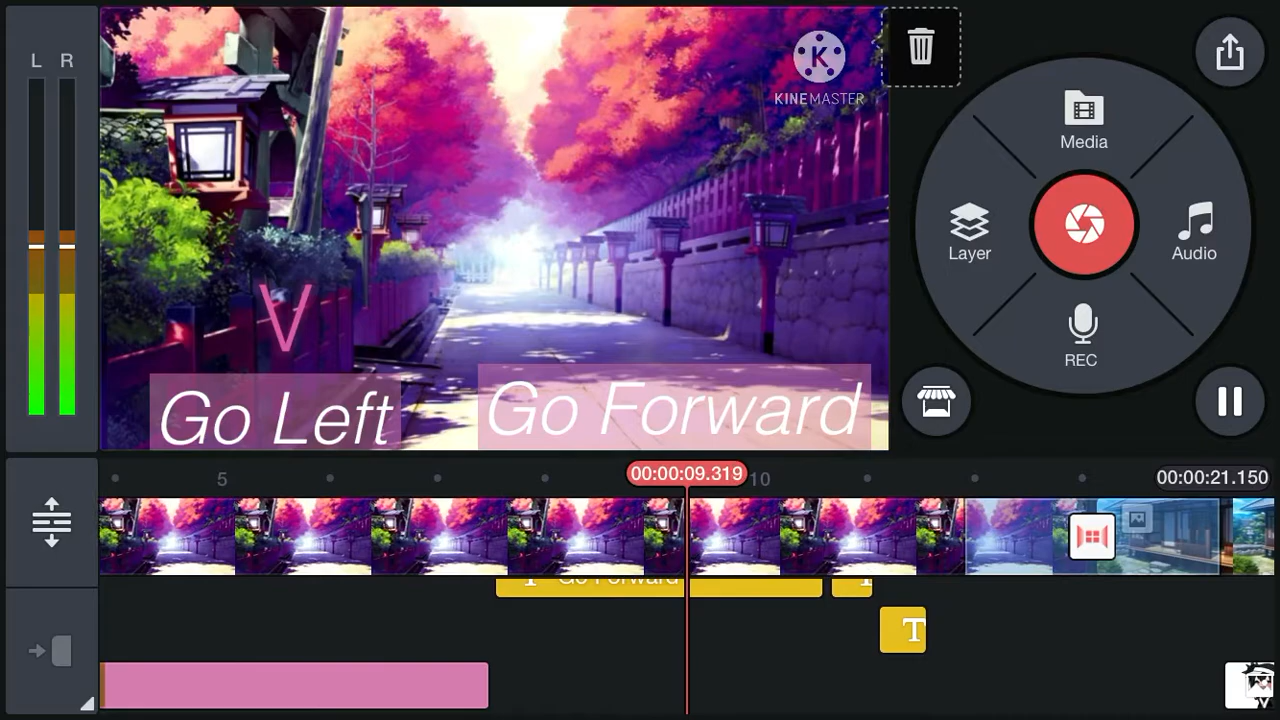 L R
K
KINEMASTER
Media
Layer
Audio
REC
V
Go Left
Go Forward
5
00:00:09.319
10
00:00:21.150
T Go Forward
T
T